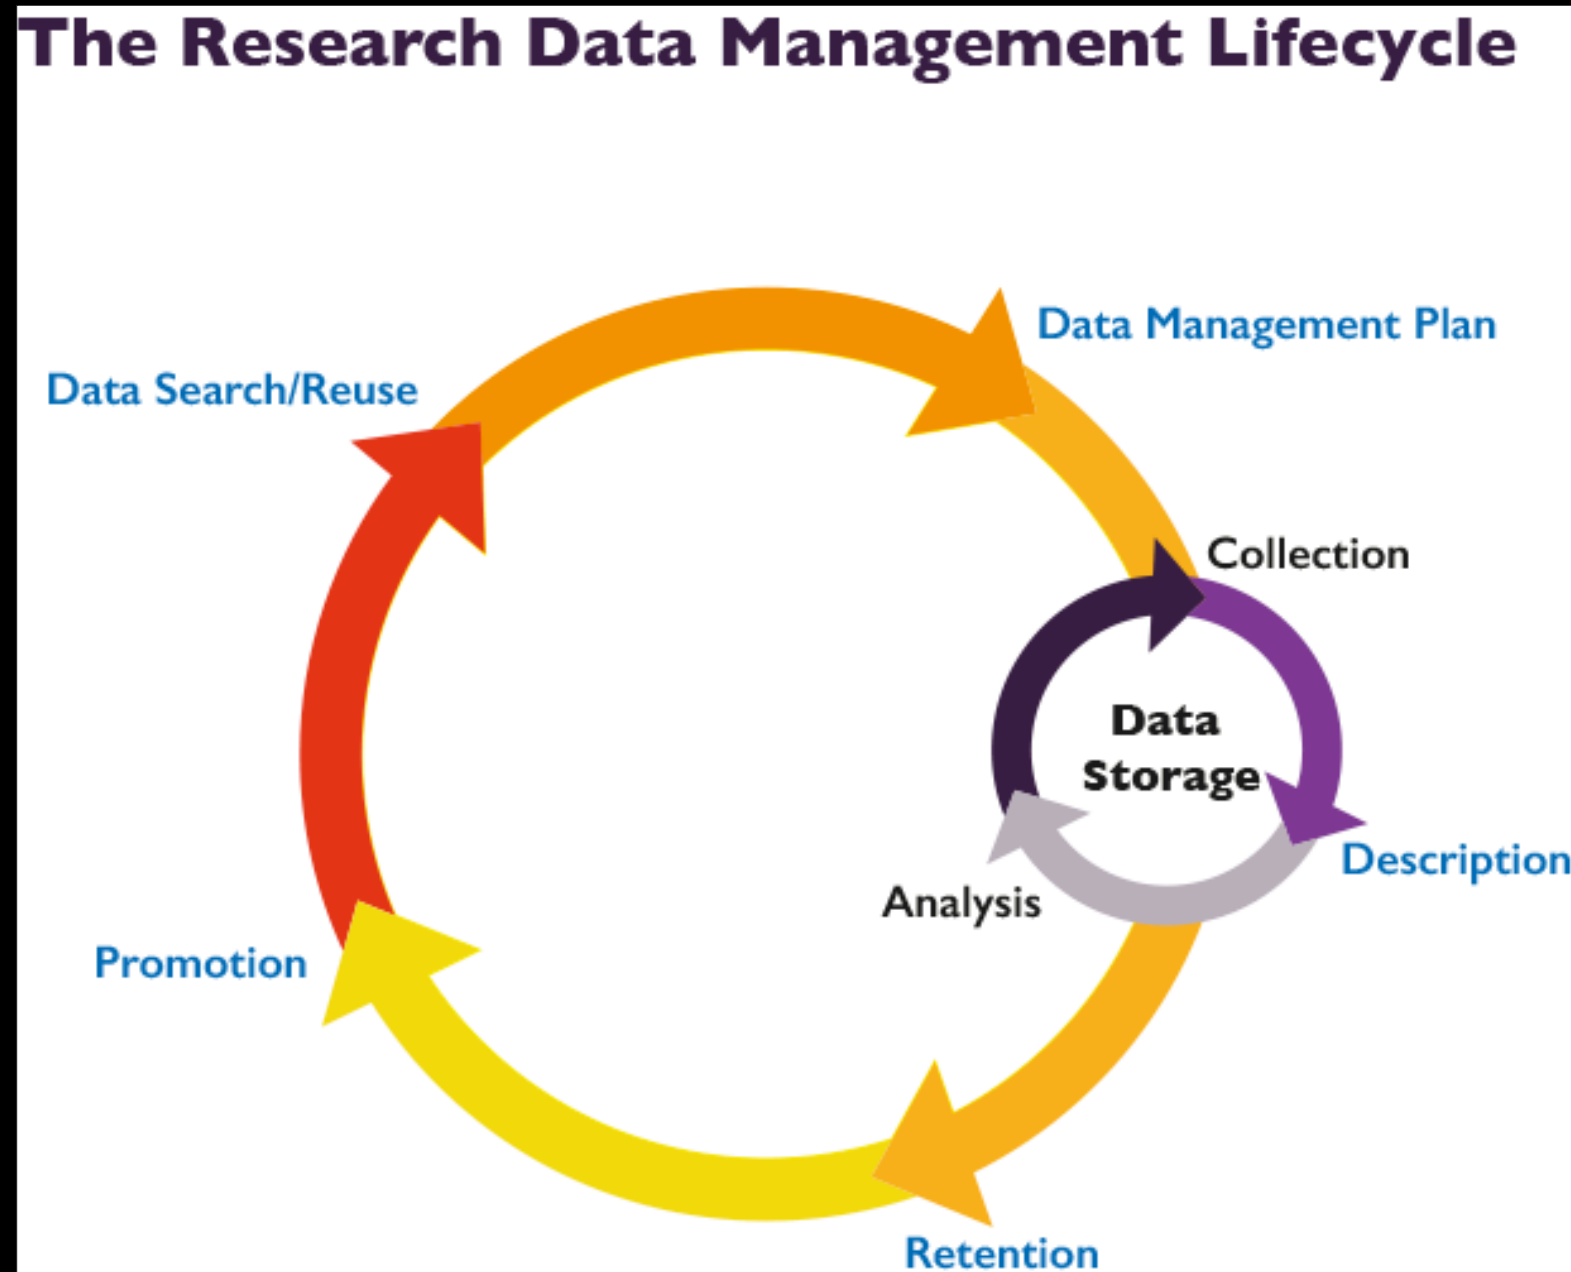 The Research Data Management Lifecycle
Data Management Plan
Data Search/Reuse
Collection
Data
Storage
Description
Analysis
Promotion
Retention